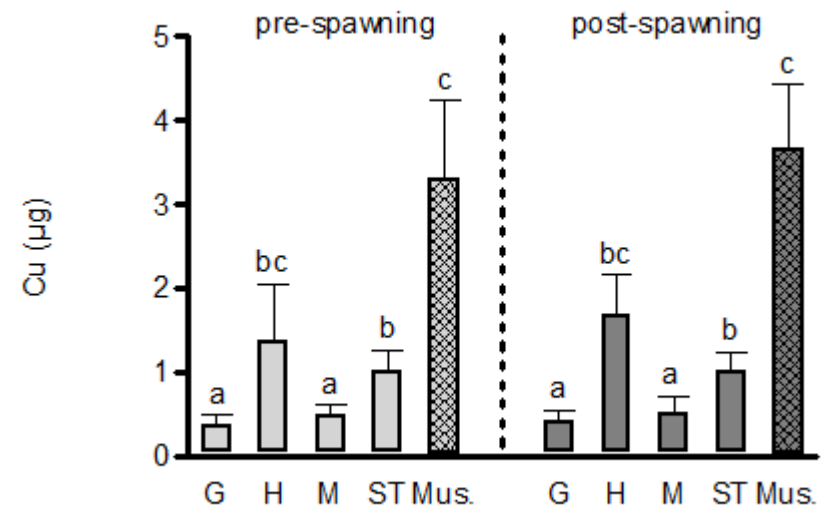 pre-spawning post-spawning
5
4
3
2
1
0
Cu (µg)
a bc a b c
a bc a b c
G H M ST Mus. G H M ST Mus.